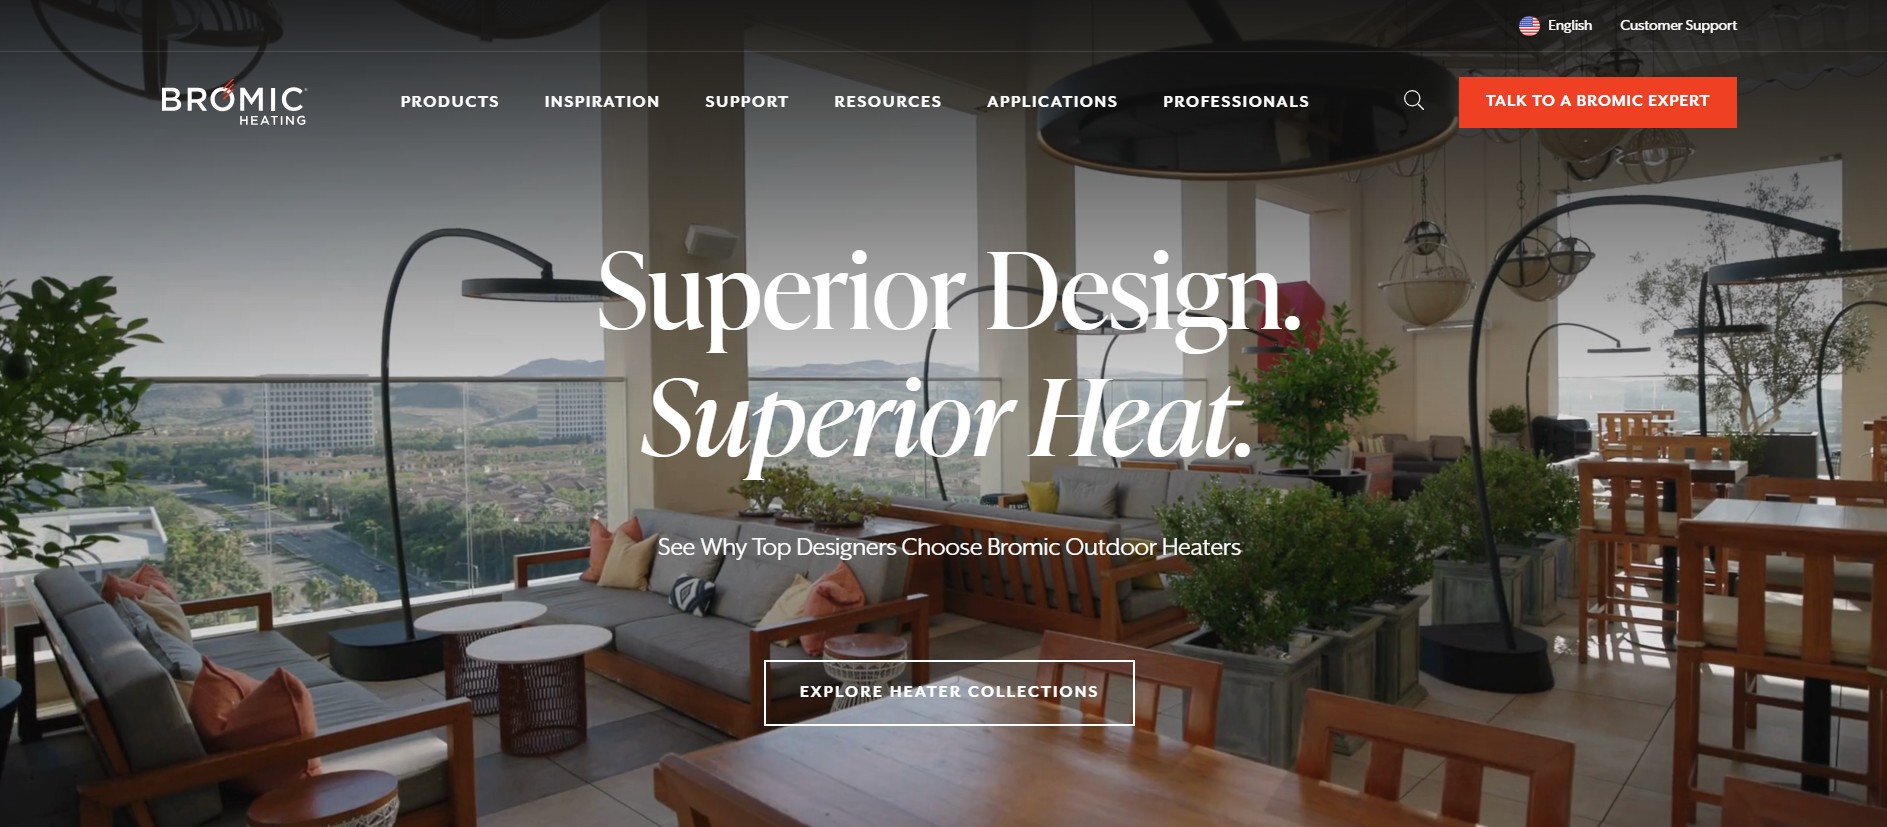 English
Customer Support
BROMIC
HEATING
PRODUCTS
INSPIRATION
SUPPORT
RESOURCES
APPLICATIONS
PROFESSIONALS
TALK TO A BROMIC EXPERT
Superior Design.
Superior Heat.
See Why Top Designers Choose Bromic Outdoor Heaters
EXPLORE HEATER COLLECTIONS